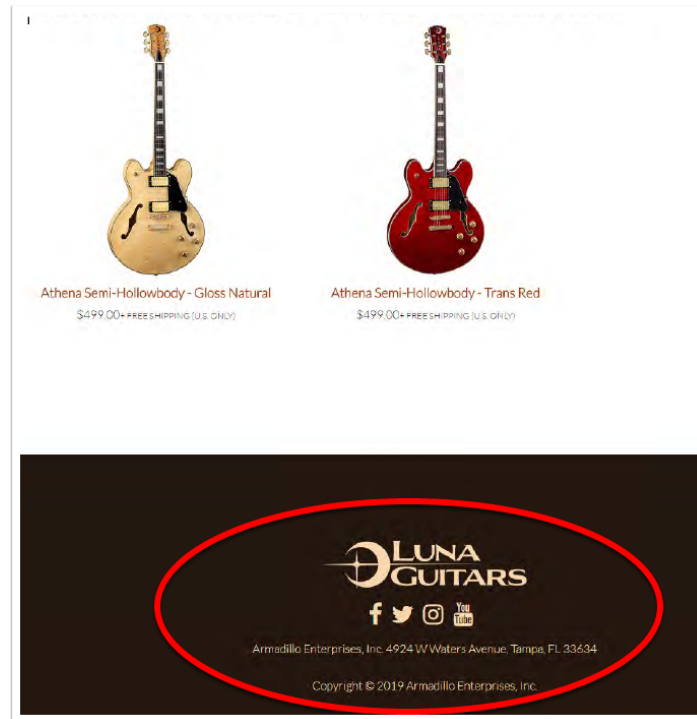 Athena Semi-Hollowbody - Gloss Natural
$499.00+ FREE SHIPPING (U.S. ONLY)
Athena Semi-Hollowbody - Trans Red
$499.00+ FREE SHIPPING (U.S. ONLY)
LUNA
GUITARS
You
Tube
Armadillo Enterprises, Inc. 4924 W Waters Avenue, Tampa, FL 33634
Copyright © 2019 Armadillo Enterprises, Inc.